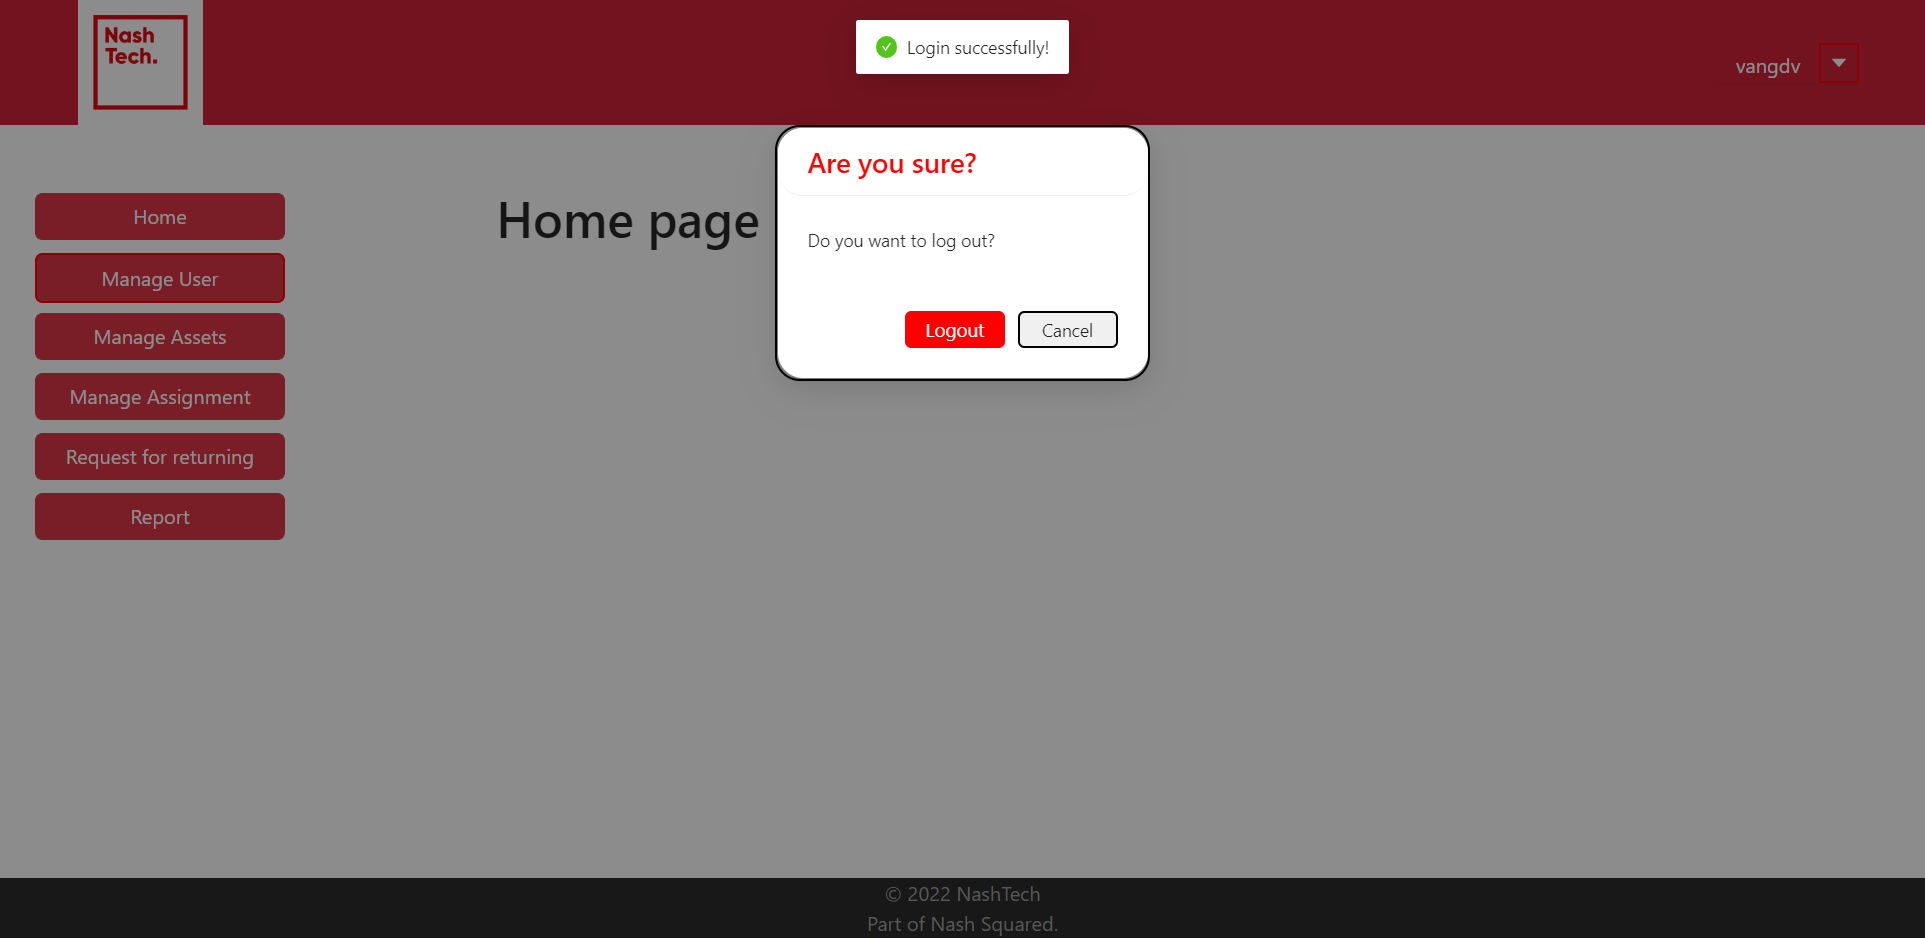 Nash
Tech.
Login successfully!
vangdv
Are you sure?
Do you want to log out?
Logout
Cancel
Home
Manage User
Manage Assets
Manage Assignment
Request for returning
Report
Home page
© 2022 NashTech
Part of Nash Squared.